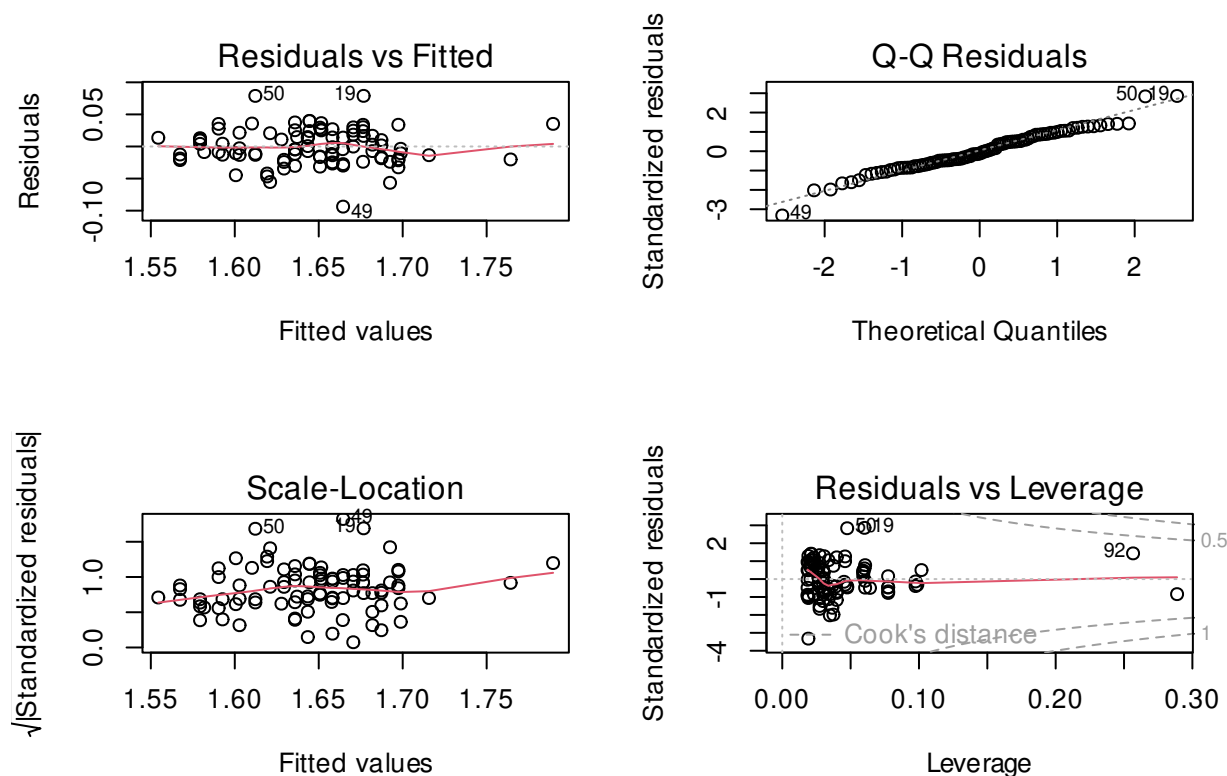 Residuals vs Fitted
Residuals
0.05
-0.10
50
19
49
1.55 1.60 1.65 1.70 1.75
Fitted values
Q-Q Residuals
Standardized residuals
2
0
-3
50 19
49
-2 -1 0 1 2
Theoretical Quantiles
Scale-Location
√|Standardized residuals|
1.0
0.0
50
19
49
1.55 1.60 1.65 1.70 1.75
Fitted values
Residuals vs Leverage
Standardized residuals
2
-1
-4
50 19
92
0.5
1
Cook's distance
0.00 0.10 0.20 0.30
Leverage